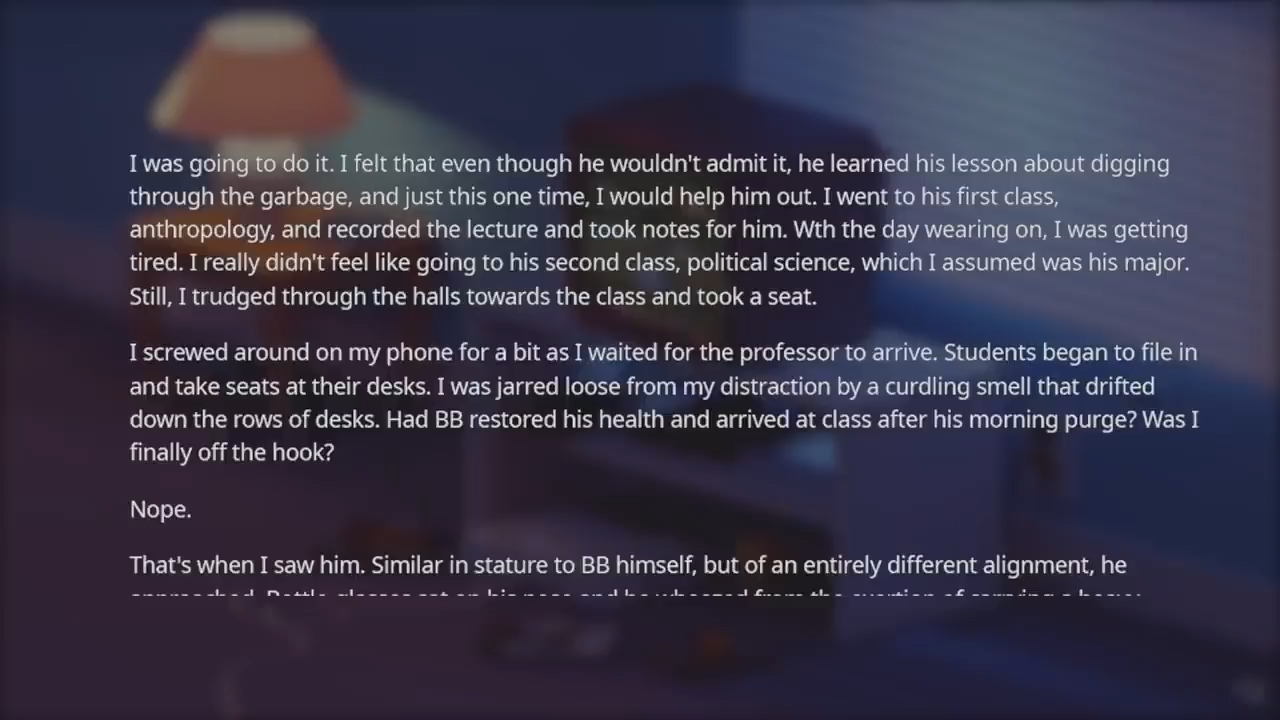 I was going to do it. I felt that even though he wouldn't admit it, he learned his lesson about digging
through the garbage, and just this one time, I would help him out. I went to his first class,
anthropology, and recorded the lecture and took notes for him. Wth the day wearing on, I was getting
tired. I really didn't feel like going to his second class, political science, which I assumed was his major.
Still, I trudged through the halls towards the class and took a seat.
I screwed around on my phone for a bit as I waited for the professor to arrive. Students began to file in
and take seats at their desks. I was jarred loose from my distraction by a curdling smell that drifted
down the rows of desks. Had BB restored his health and arrived at class after his morning purge? Was I
finally off the hook?
Nope.
That's when I saw him. Similar in stature to BB himself, but of an entirely different alignment, he